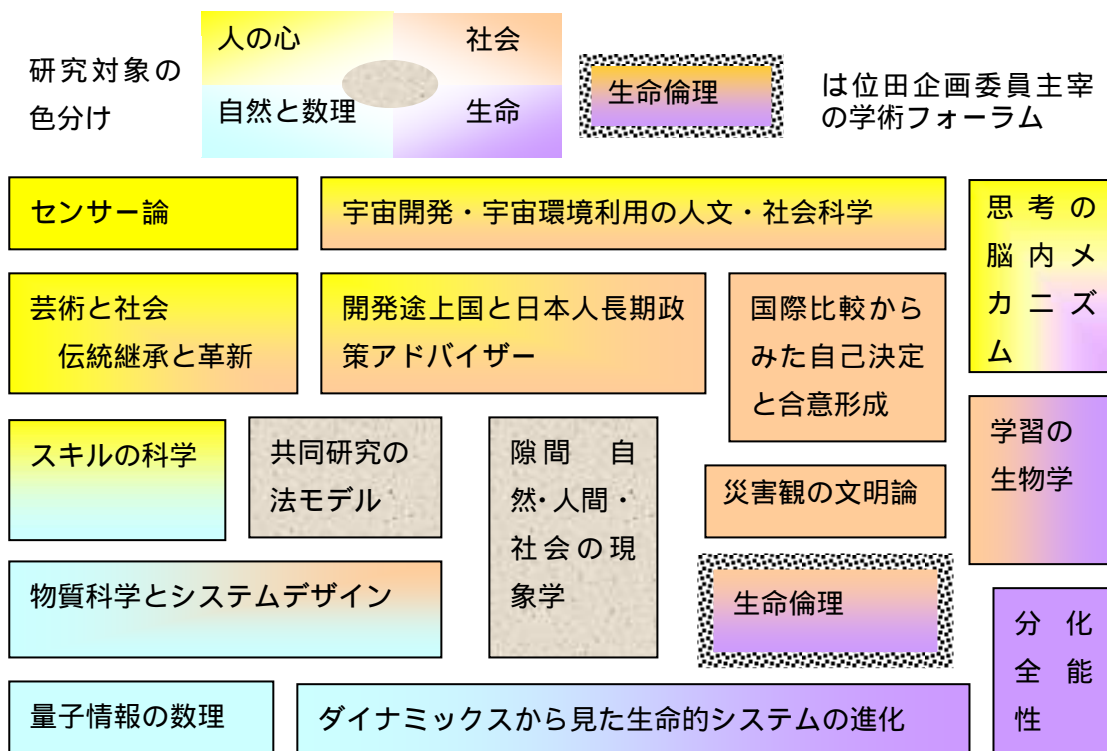 研究対象の
色分け
人の心
社会
自然と数理
生命
生命倫理
は位田企画委員主宰
の学術フォーラム
センサー論
宇宙開発・宇宙環境利用の人文・社会科学
思考の
脳内メ
カニズ
ム
芸術と社会
伝統継承と革新
開発途上国と日本人長期政
策アドバイザー
国際比較から
みた自己決定
と合意形成
学習の
生物学
スキルの科学
共同研究の
法モデル
隙間 自
然・人間・
社会の現
象学
災害観の文明論
物質科学とシステムデザイン
生命倫理
分化
全能
性
量子情報の数理
ダイナミックスから見た生命的システムの進化